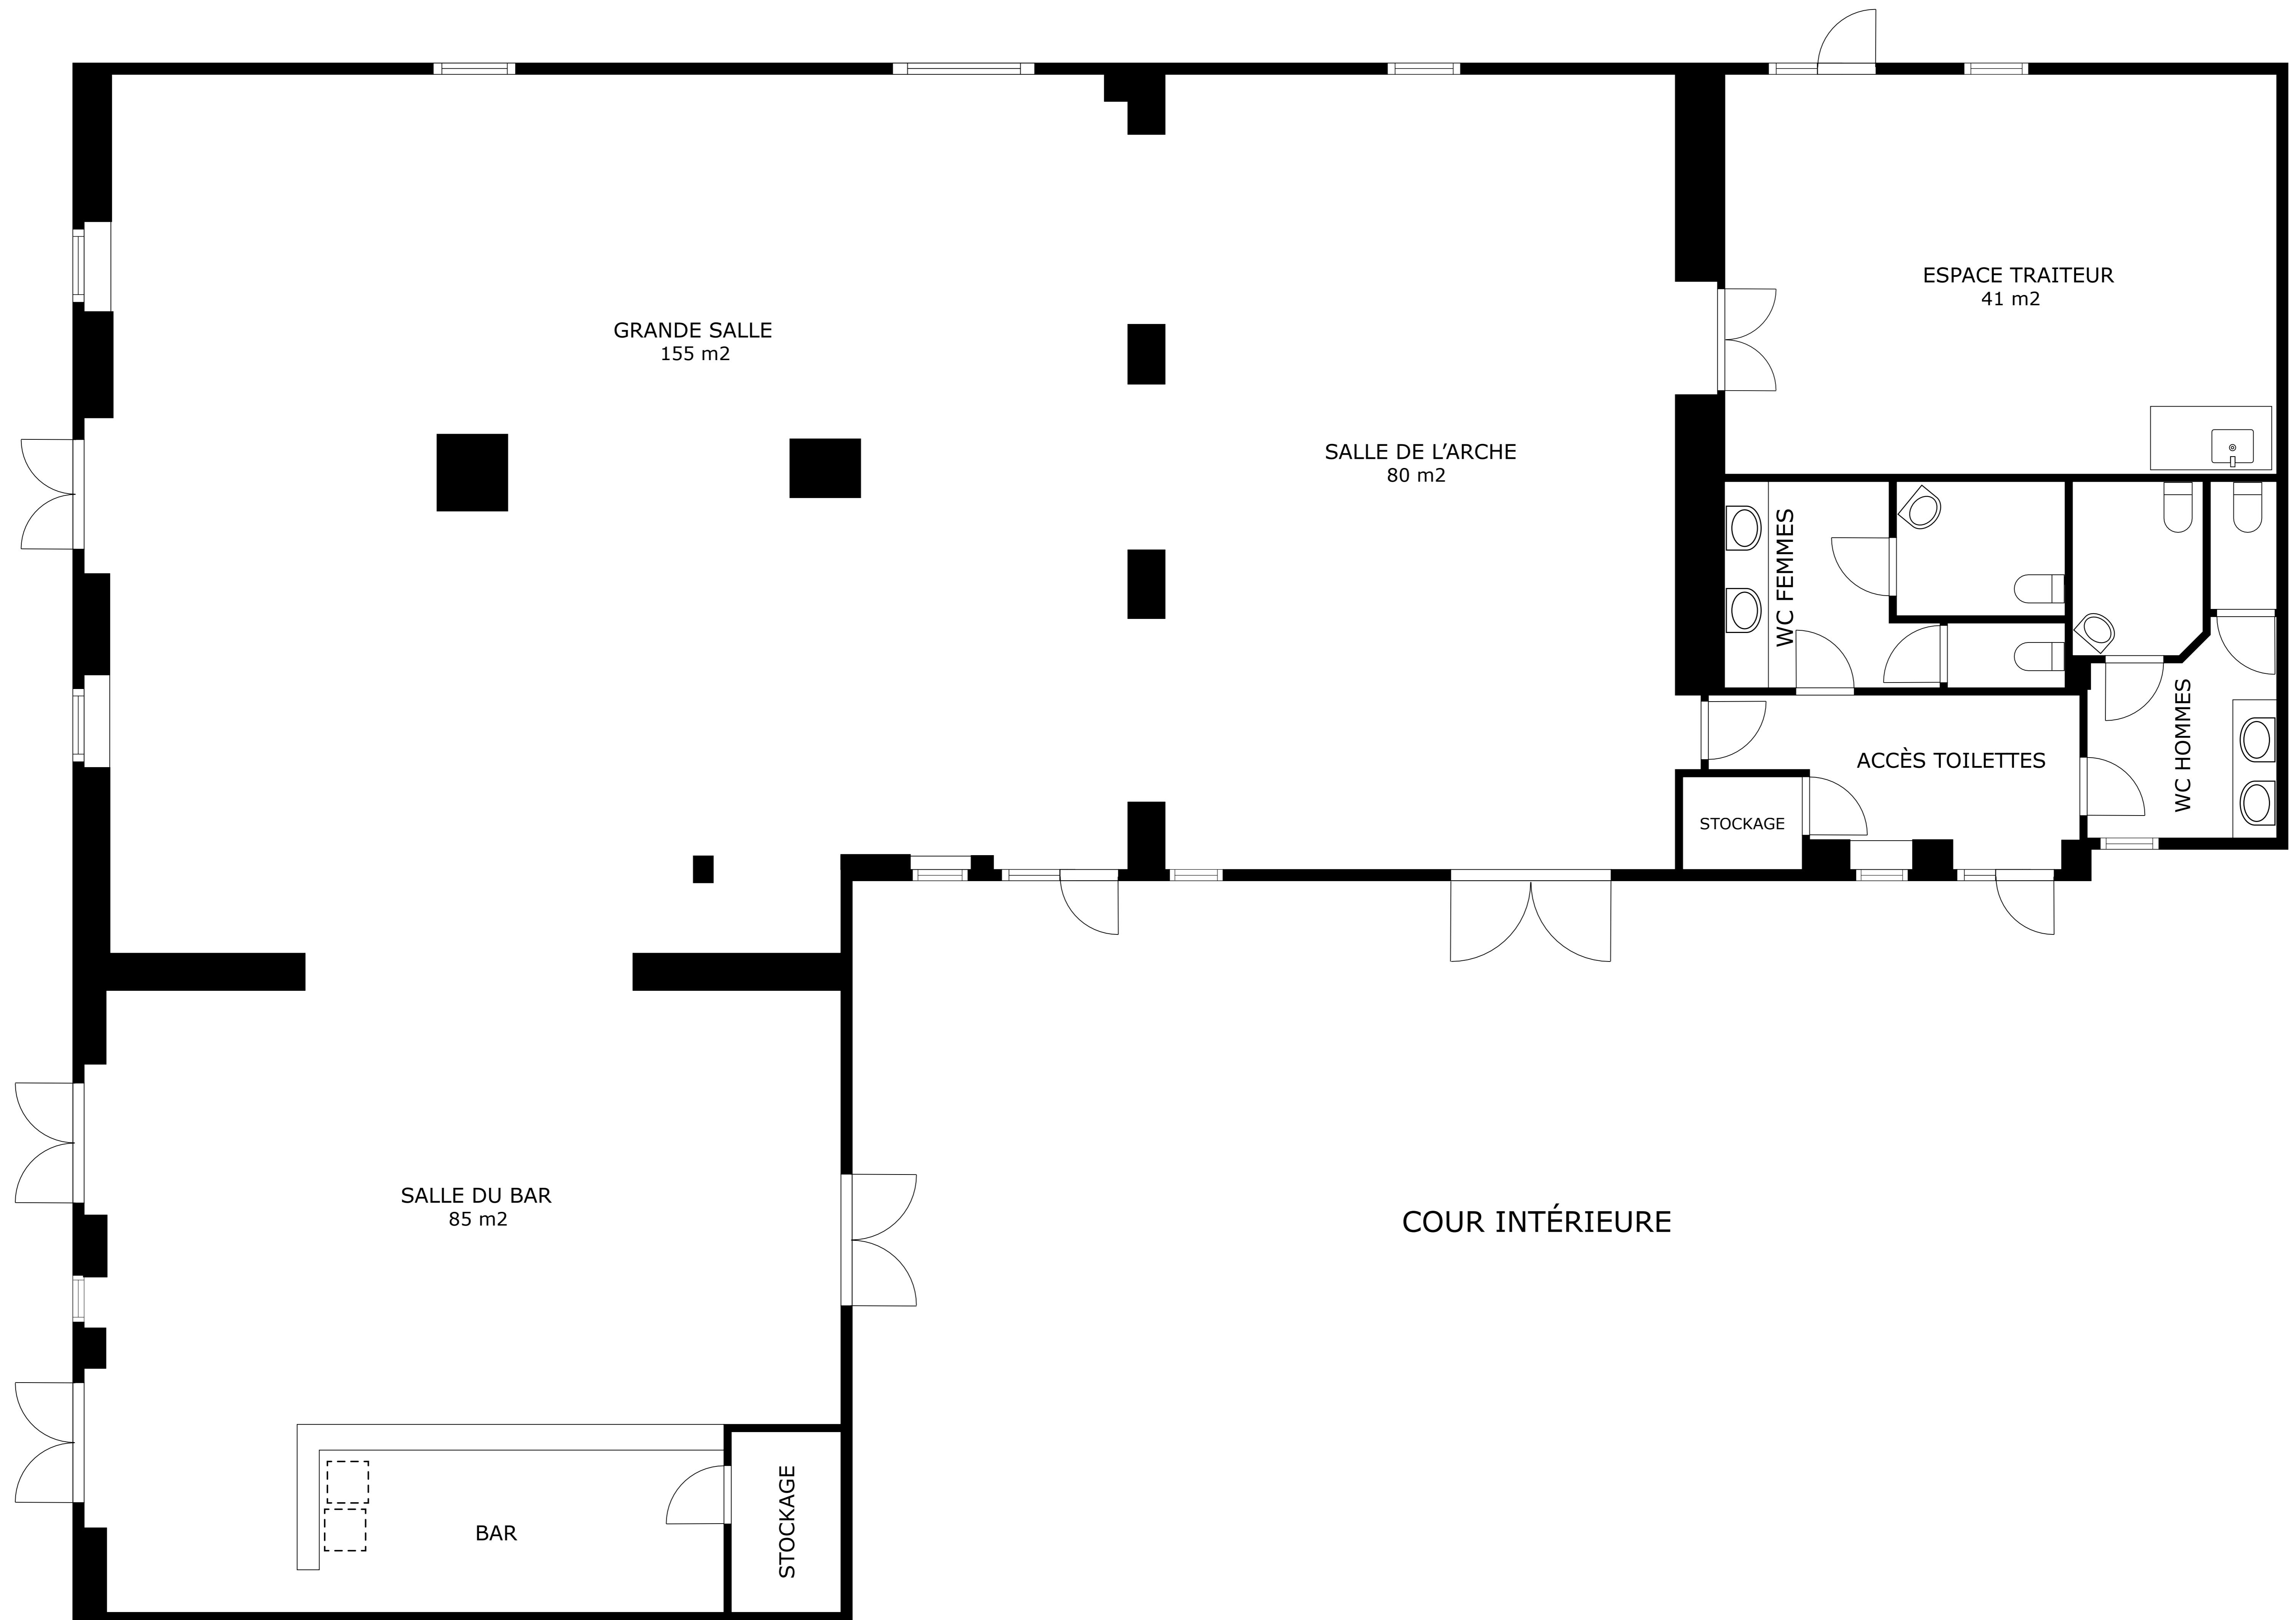 ESPACE TRAITEUR
41 m2
GRANDE SALLE
155 m2
SALLE DE L’ARCHE
80 m2
WC FEMMES
WC HOMMES
ACCÈS TOILETTES
STOCKAGE
SALLE DU BAR
85 m2
COUR INTÉRIEURE
BAR
STOCKAGE